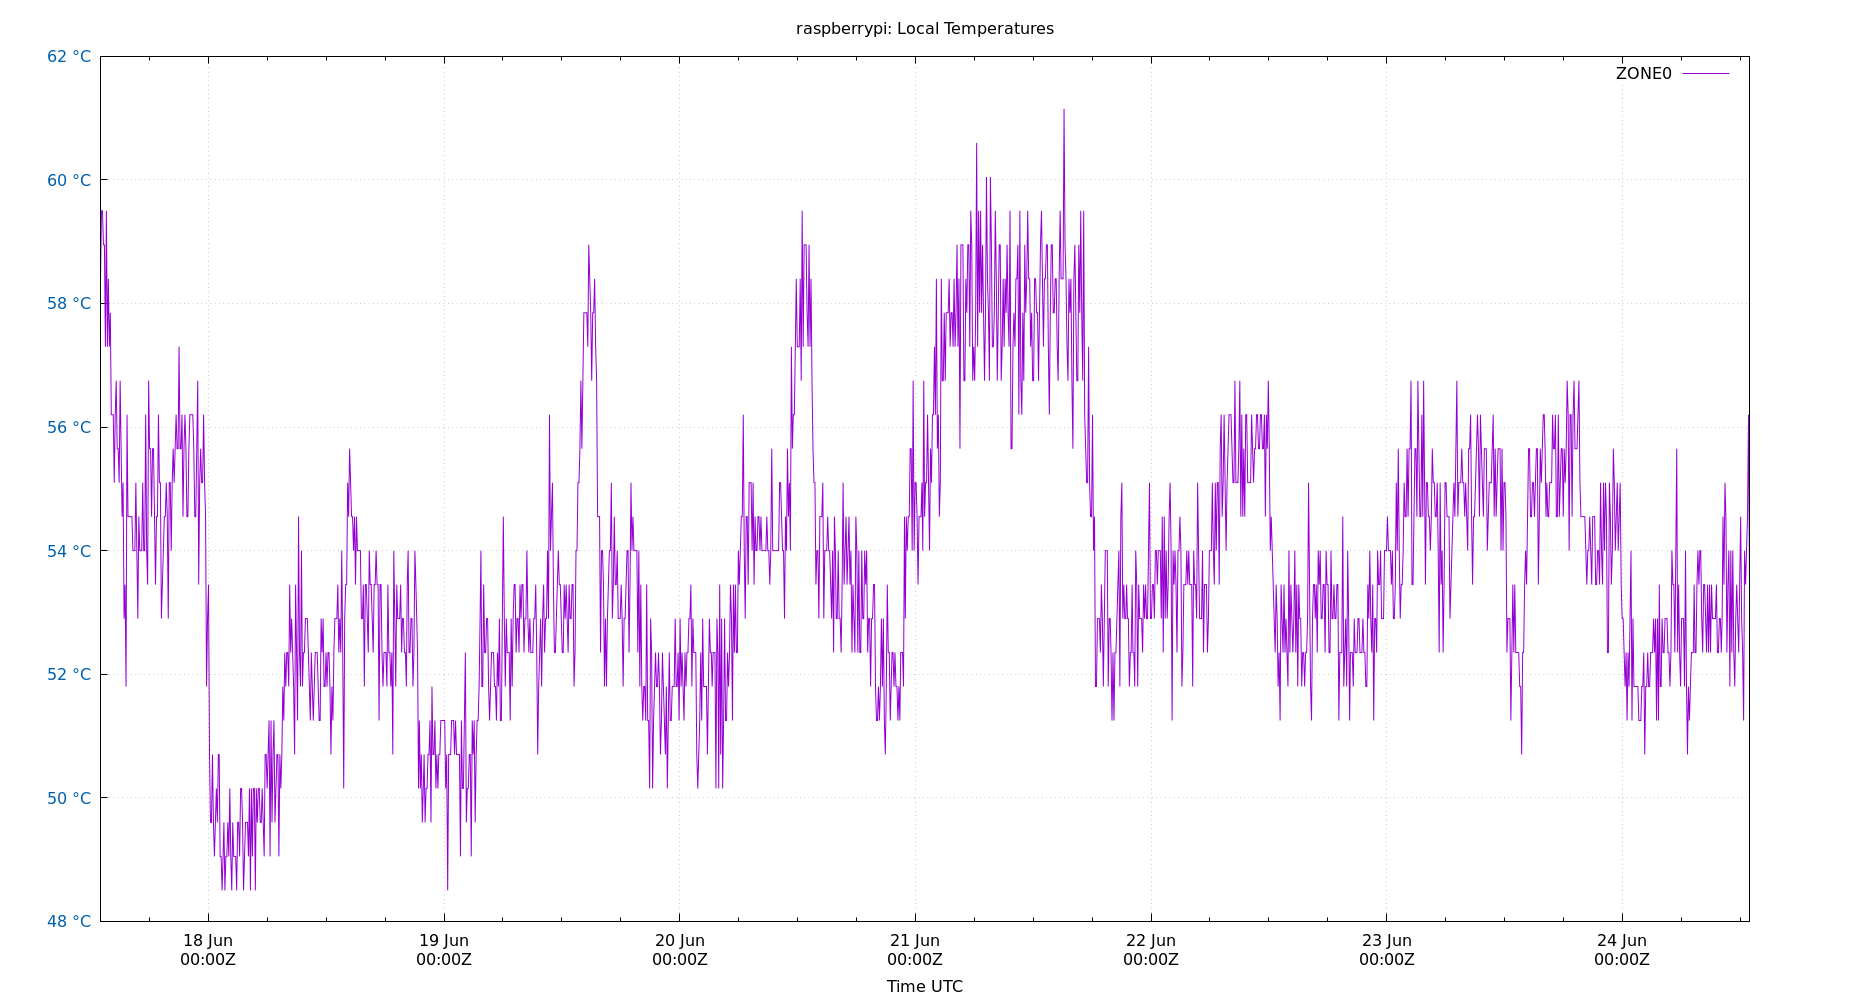 raspberrypi: Local Temperatures
ZONE0
62 °C
60 °C
58 °C
56 °C
54 °C
52 °C
50 °C
48 °C
18 Jun 19 Jun 20 Jun 21 Jun 22 Jun 23 Jun 24 Jun
00:00Z 00:00Z 00:00Z 00:00Z 00:00Z 00:00Z 00:00Z
Time UTC